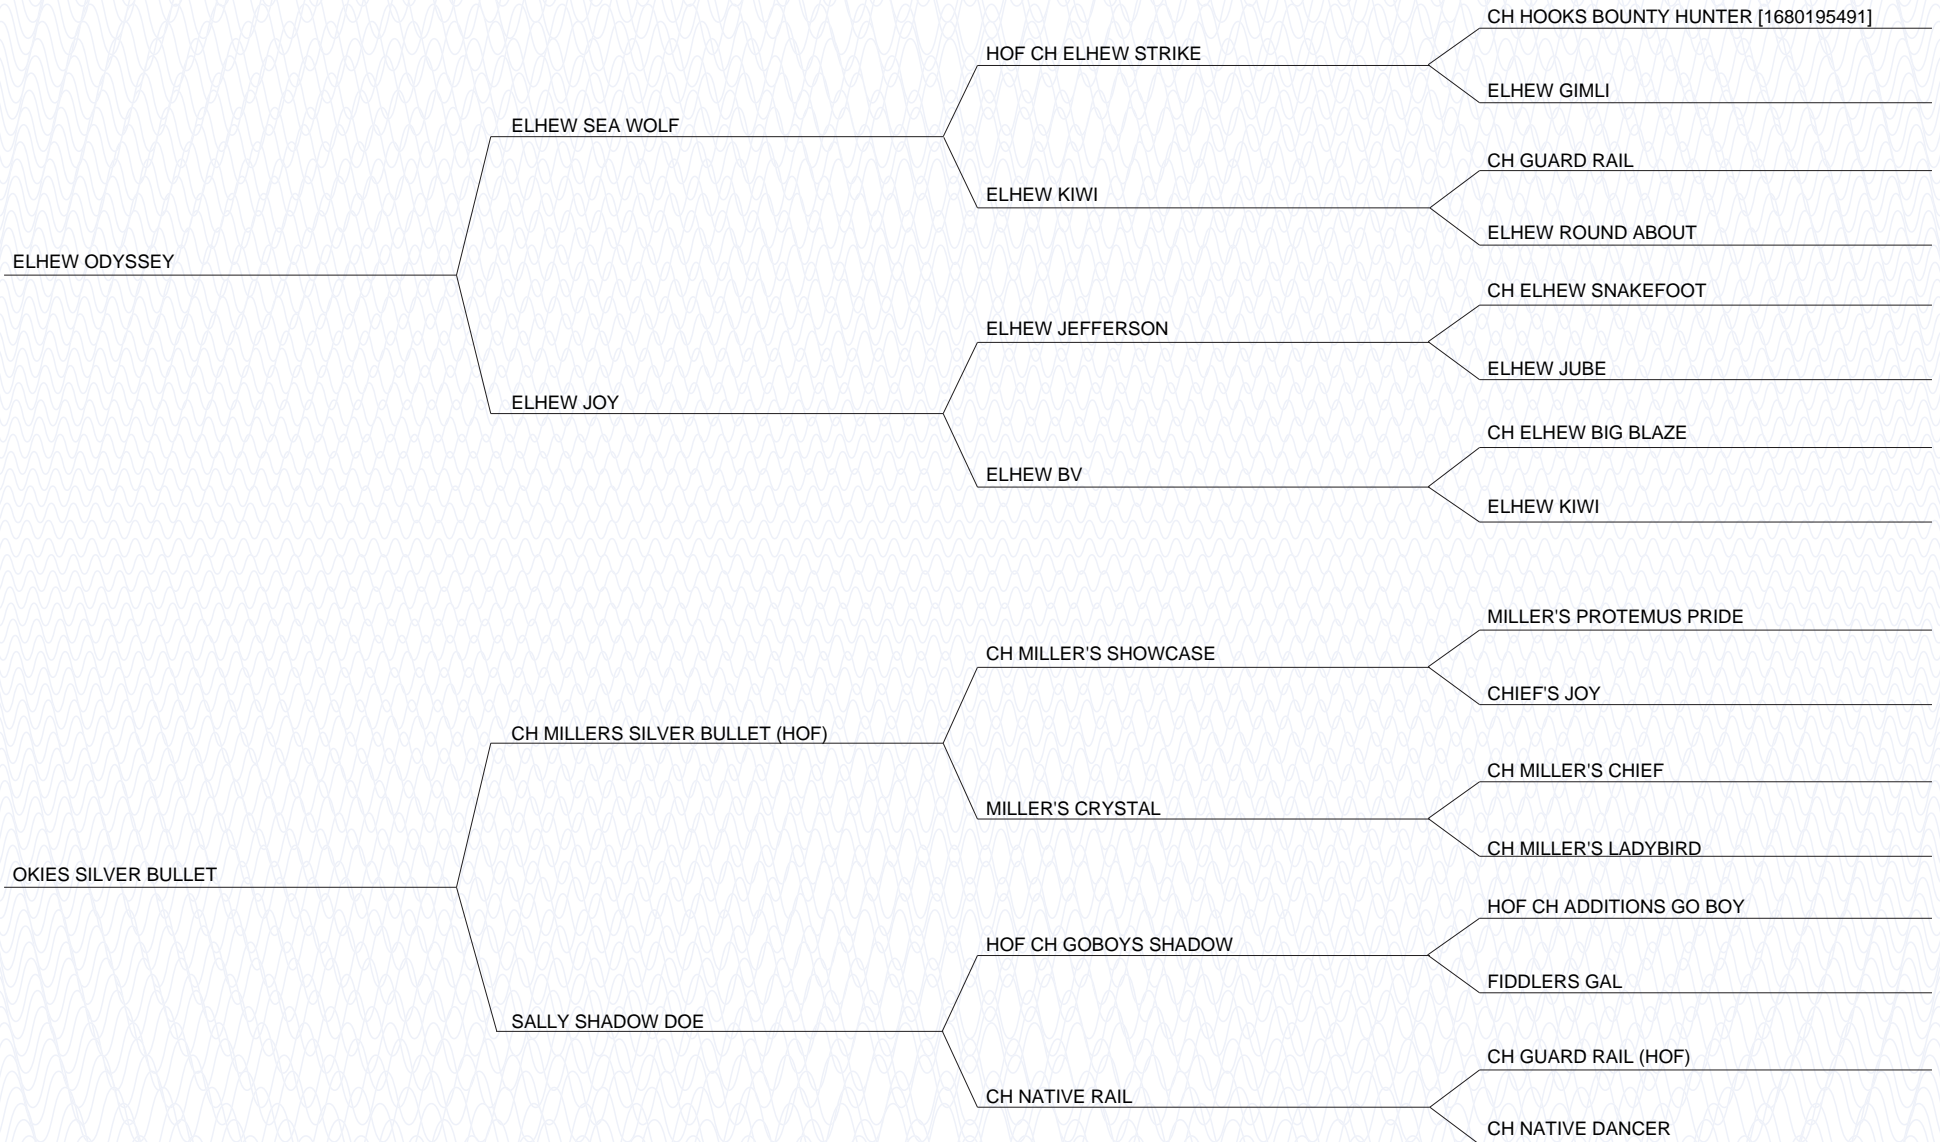 CH HOOKS BOUNTY HUNTER [1680195491]
HOF CH ELHEW STRIKE
ELHEW GIMLI
ELHEW SEA WOLF
CH GUARD RAIL
ELHEW KIWI
ELHEW ROUND ABOUT
ELHEW ODYSSEY
CH ELHEW SNAKEFOOT
ELHEW JEFFERSON
ELHEW JUBE
ELHEW JOY
CH ELHEW BIG BLAZE
ELHEW BV
ELHEW KIWI
MILLER'S PROTEMUS PRIDE
CH MILLER'S SHOWCASE
CHIEF'S JOY
CH MILLERS SILVER BULLET (HOF)
CH MILLER'S CHIEF
MILLER'S CRYSTAL
CH MILLER'S LADYBIRD
OKIES SILVER BULLET
HOF CH ADDITIONS GO BOY
HOF CH GOBOYS SHADOW
FIDDLERS GAL
SALLY SHADOW DOE
CH GUARD RAIL (HOF)
CH NATIVE RAIL
CH NATIVE DANCER